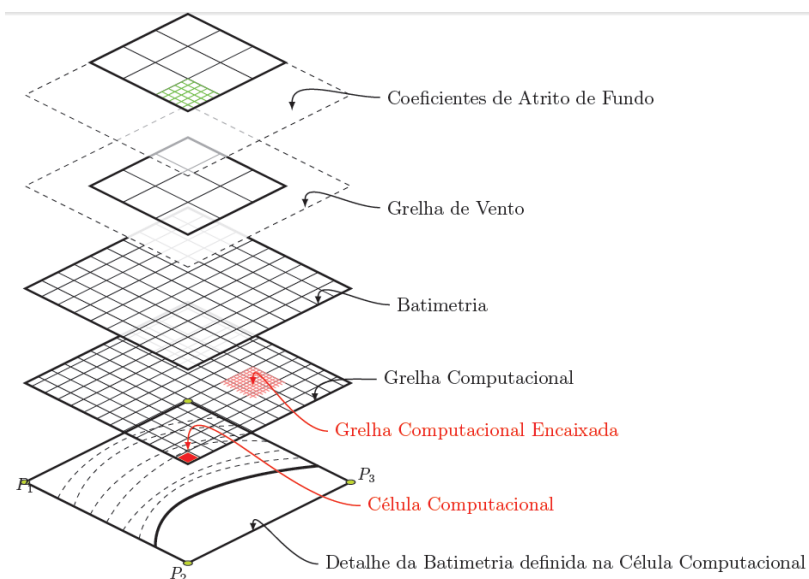 Coeficientes de Atrito de Fundo
Grelha de Vento
Batimetria
Grelha Computacional
Grelha Computacional Encaixada
P1
P3
Célula Computacional
Detalhe da Batimetria definida na Célula Computacional
P2